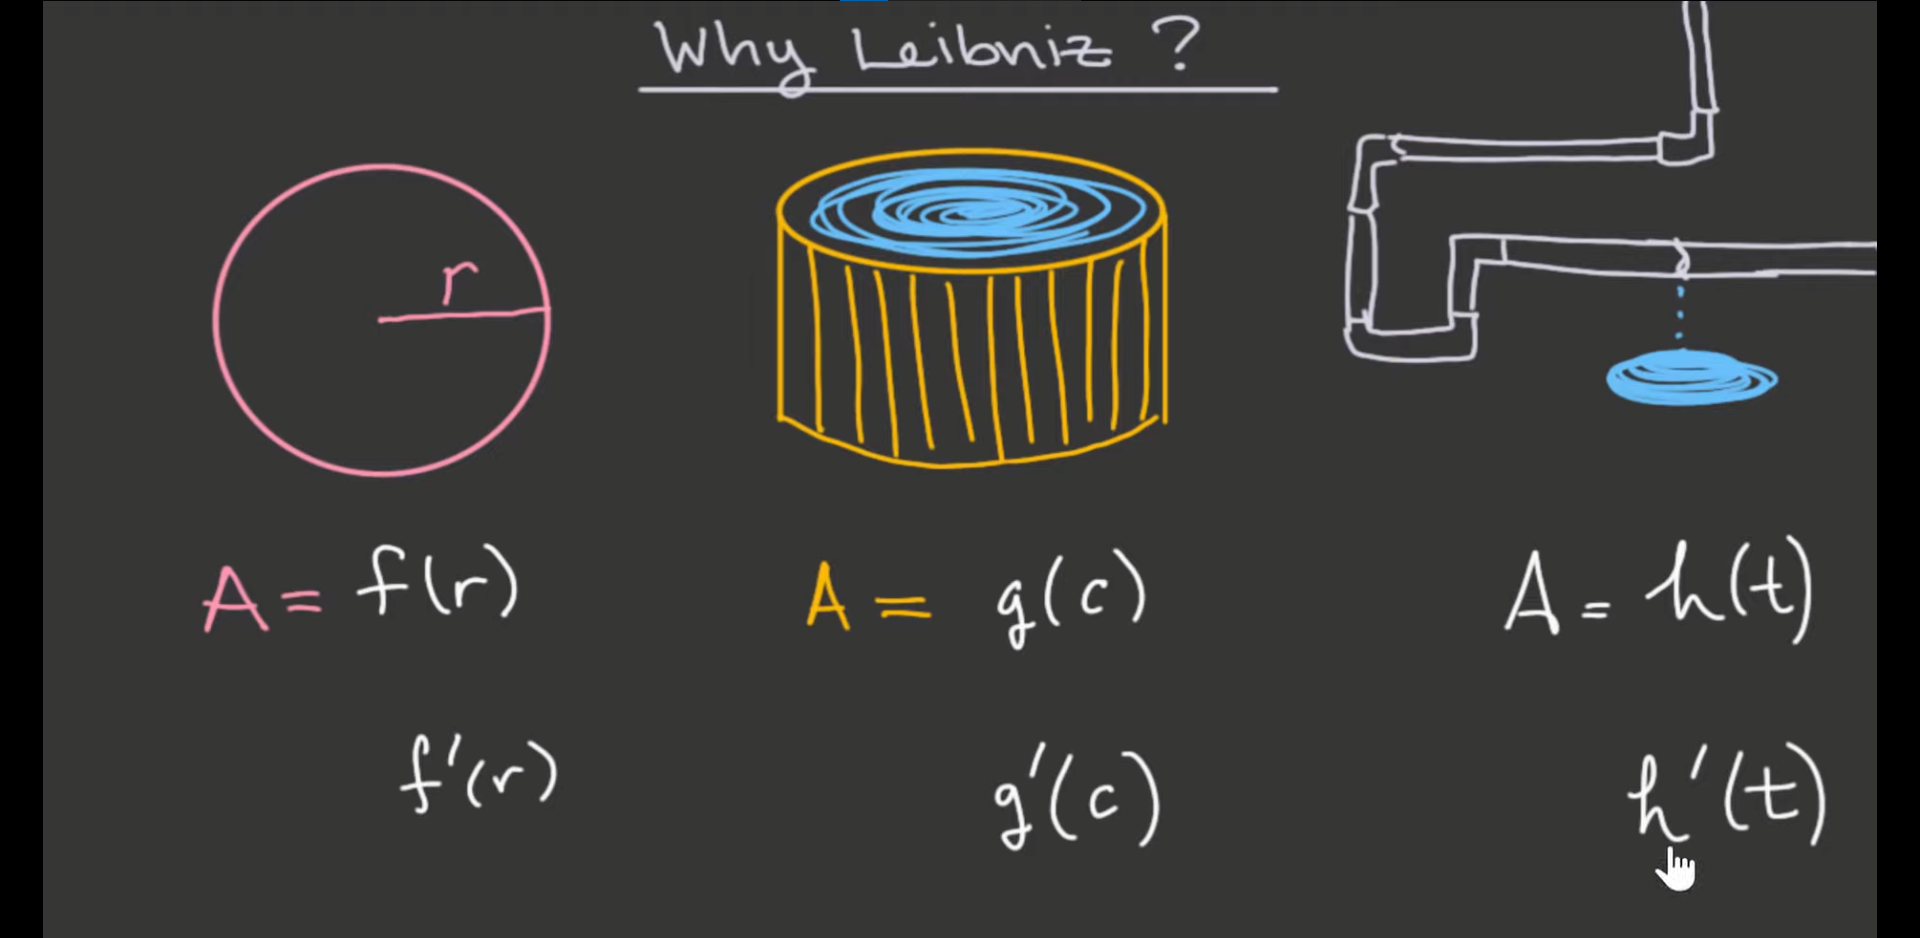 Why Leibniz ?
r
A = f(r)
A = g(c)
A = h(t)
f'(r)
g'(c)
h'(t)